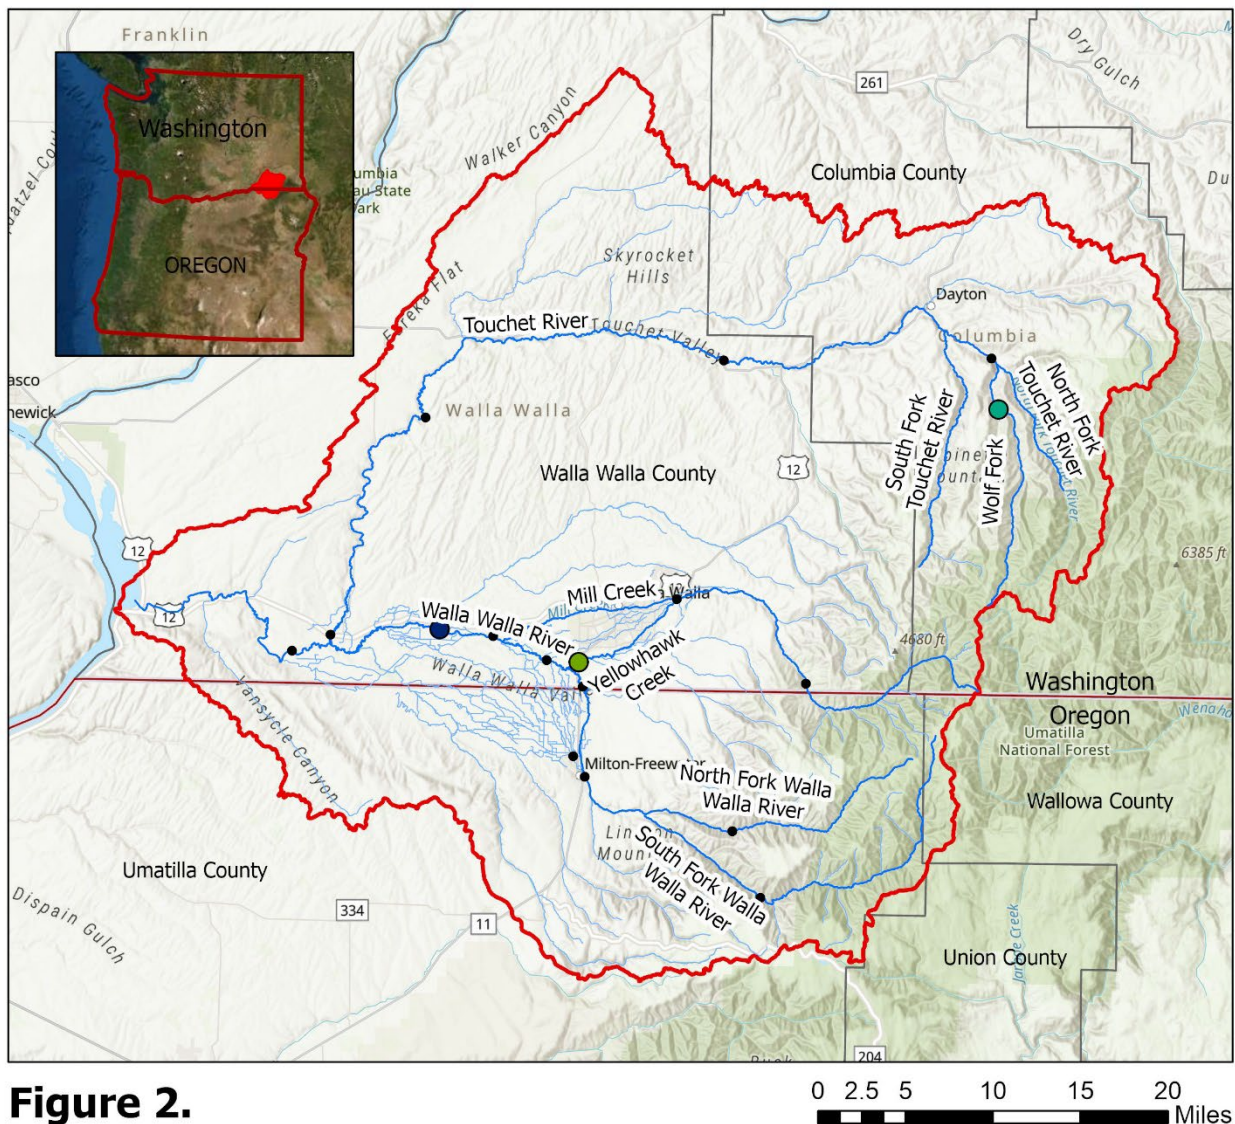 Franklin
261
Dry Gulch
Walker Canyon
Washington
OREGON
Columbia County
Skyrocket
Hills
Eureka Flat
Touchet River
Touchet Valley
Dayton
Columbia
Walla Walla
Walla Walla County
12
South Fork
Touchet River
Wolf Fork
North Fork
Touchet River
12
12
6385 ft
Mill Creek
Walla Walla River
Yellowhawk
Creek
4680 ft
Vansycle Canyon
Washington
Oregon
Umatilla
National Forest
Milton-Freew
North Fork Walla
Walla River
Wallowa County
South Fork Walla
Walla River
Umatilla County
Dispain Gulch
334
11
Union County
204
Figure 2.
0 2.5 5 10 15 20
Miles